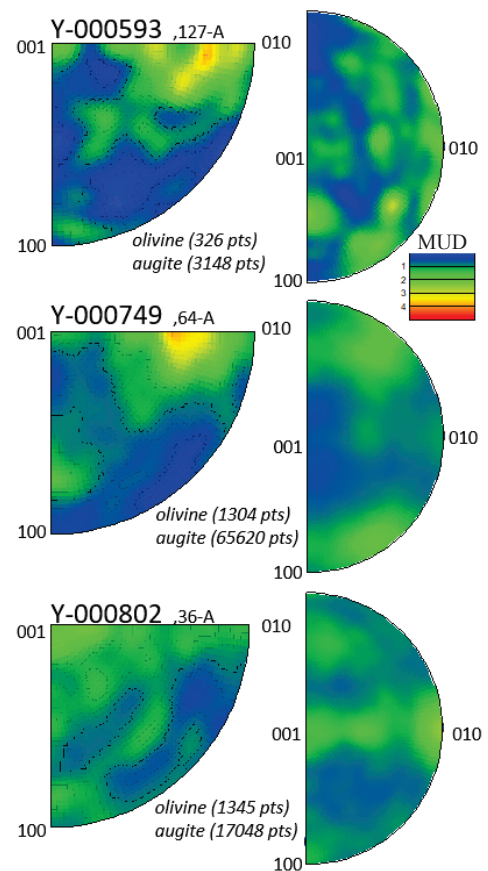 Y-000593 ,127-A
001
010
010
001
100
100
olivine (326 pts)
augite (3148 pts)
MUD
1
2
3
4
Y-000749 ,64-A
001
010
010
001
100
100
olivine (1304 pts)
augite (65620 pts)
Y-000802 ,36-A
001
010
010
001
100
100
olivine (1345 pts)
augite (17048 pts)